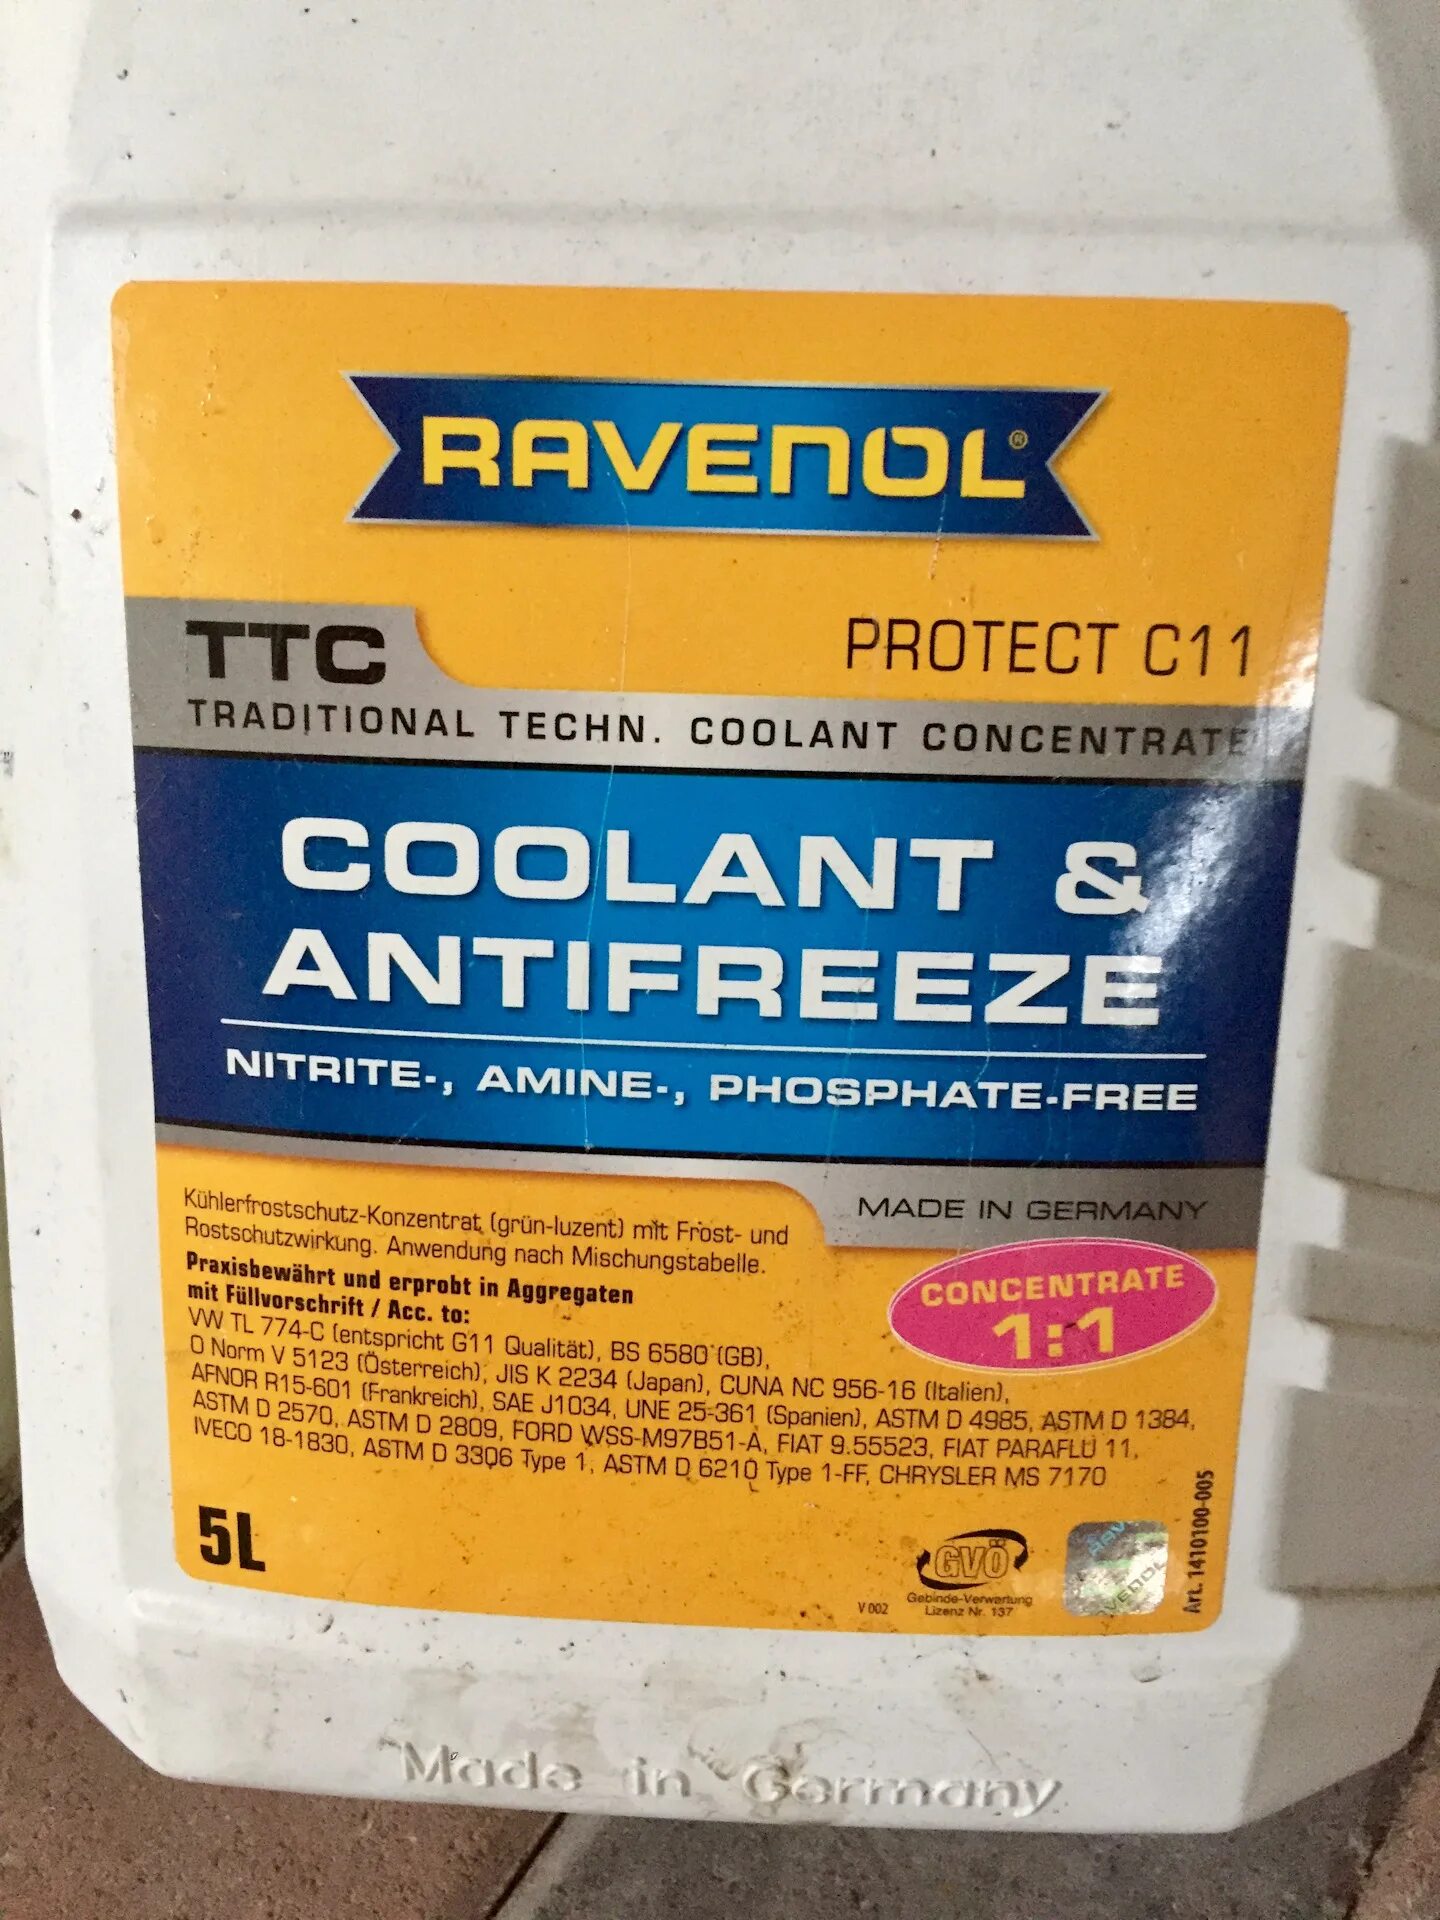 RAVENOL®
TTC
PROTECT C11
TRADITIONAL TECHN. COOLANT CONCENTRATE
COOLANT &
ANTIFREEZE
NITRITE-, AMINE-, PHOSPHATE-FREE
MADE IN GERMANY
Kühlerfrostschutz-Konzentrat (grün-luzent) mit Frost- und
Rostschutzwirkung. Anwendung nach Mischungstabelle.
Praxisbewährt und erprobt in Aggregaten
mit Füllvorschrift / Acc. to:
VW TL 774-C (entspricht G11 Qualität), BS 6580 (GB),
Ö Norm V 5123 (Österreich), JIS K 2234 (Japan), CUNA NC 956-16 (Italien),
AFNOR R15-601 (Frankreich), SAE J1034, UNE 25-361 (Spanien), ASTM D 4985, ASTM D 1384,
ASTM D 2570, ASTM D 2809, FORD WSS-M97B51-A, FIAT 9.55523, FIAT PARAFLU 11,
IVECO 18-1830, ASTM D 3306 Type 1, ASTM D 6210 Type 1-FF, CHRYSLER MS 7170
CONCENTRATE
1:1
5L
V 002
GVÖ
Gebinde-Verwertung
Lizenz Nr. 137
RAV
AVENOL
Art. 1410100-005
Made in Germany